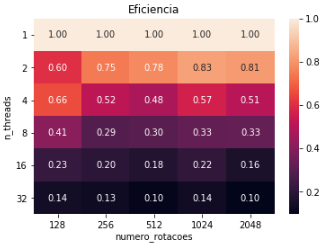 Eficiencia
1 1.00 1.00 1.00 1.00 1.00
2 0.60 0.75 0.78 0.83 0.81
4 0.66 0.52 0.48 0.57 0.51
8 0.41 0.29 0.30 0.33 0.33
16 0.23 0.20 0.18 0.22 0.16
32 0.14 0.13 0.10 0.14 0.10
128 256 512 1024 2048
numero_rotacoes
n_threads
1.0
0.8
0.6
0.4
0.2